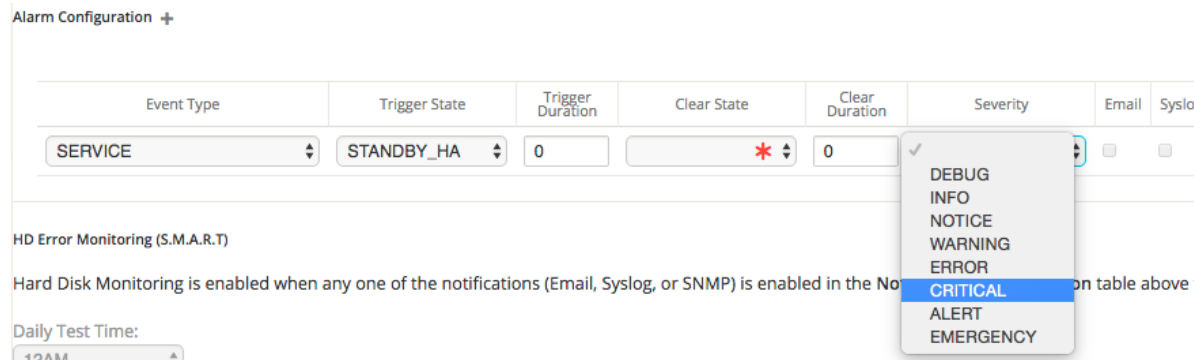 Alarm Configuration +
Event Type Trigger State Trigger Duration Clear State Clear Duration Severity Email Syslo
SERVICE STANDBY_HA 0 * 0 ✓
DEBUG
INFO
NOTICE
WARNING
ERROR
CRITICAL
ALERT
EMERGENCY
HD Error Monitoring (S.M.A.R.T)
Hard Disk Monitoring is enabled when any one of the notifications (Email, Syslog, or SNMP) is enabled in the No on table above
Daily Test Time:
12AM